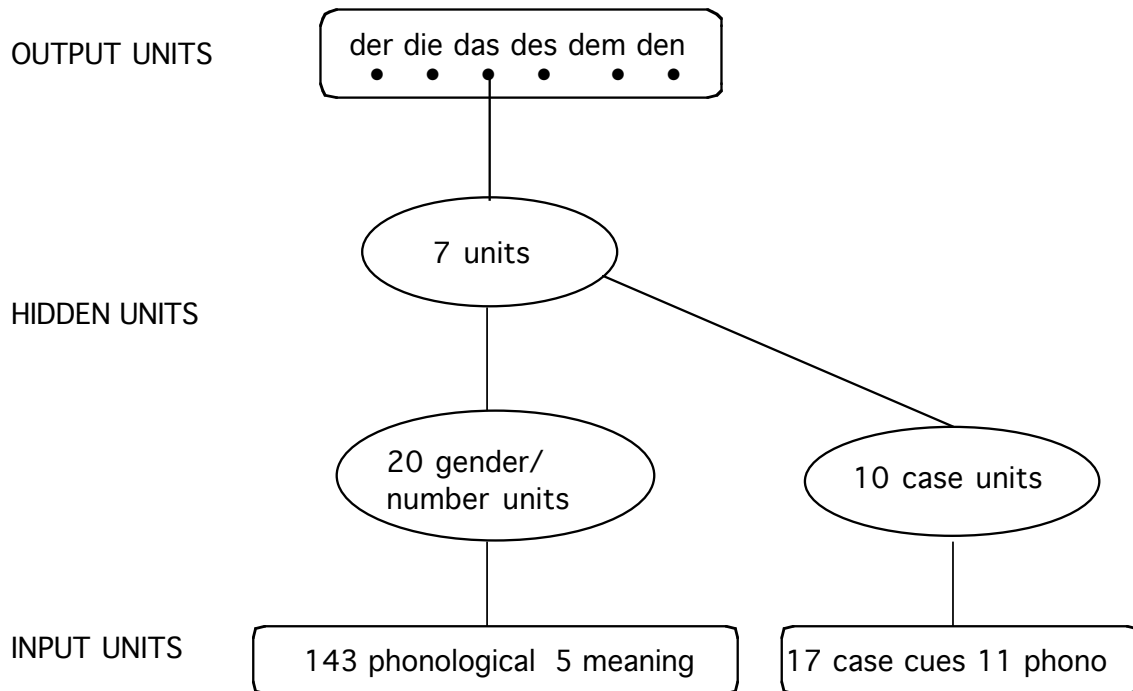 OUTPUT UNITS
der die das des dem den
7 units
HIDDEN UNITS
20 gender/
number units
10 case units
INPUT UNITS
143 phonological 5 meaning
17 case cues 11 phono